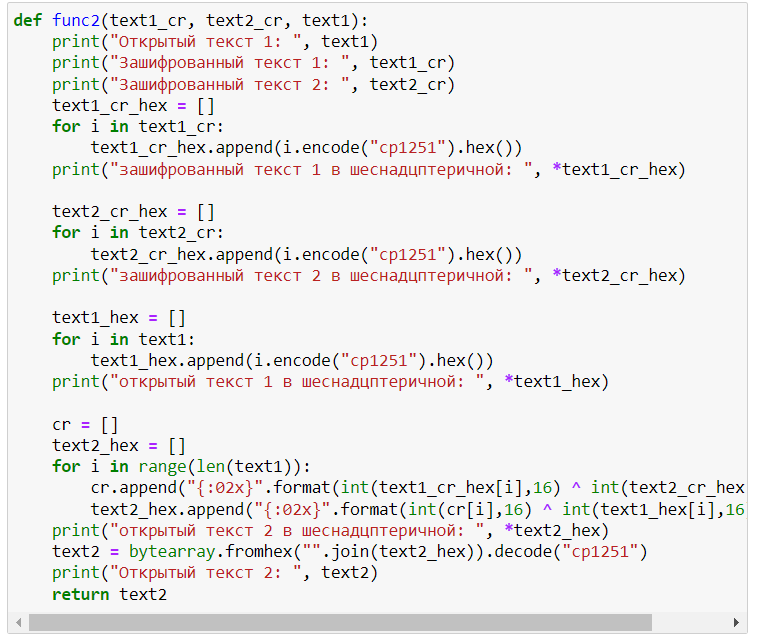 def func2(text1_cr, text2_cr, text1):
    print("Открытый текст 1: ", text1)
    print("Зашифрованный текст 1: ", text1_cr)
    print("Зашифрованный текст 2: ", text2_cr)
    text1_cr_hex = []
    for i in text1_cr:
        text1_cr_hex.append(i.encode("cp1251").hex())
    print("зашифрованный текст 1 в шеснадцптеричной: ", *text1_cr_hex)

    text2_cr_hex = []
    for i in text2_cr:
        text2_cr_hex.append(i.encode("cp1251").hex())
    print("зашифрованный текст 2 в шеснадцптеричной: ", *text2_cr_hex)

    text1_hex = []
    for i in text1:
        text1_hex.append(i.encode("cp1251").hex())
    print("открытый текст 1 в шеснадцптеричной: ", *text1_hex)

    cr = []
    text2_hex = []
    for i in range(len(text1)):
        cr.append("{:02x}".format(int(text1_cr_hex[i],16) ^ int(text2_cr_hex
        text2_hex.append("{:02x}".format(int(cr[i],16) ^ int(text1_hex[i],16
    print("открытый текст 2 в шеснадцптеричной: ", *text2_hex)
    text2 = bytearray.fromhex("".join(text2_hex)).decode("cp1251")
    print("Открытый текст 2: ", text2)
    return text2